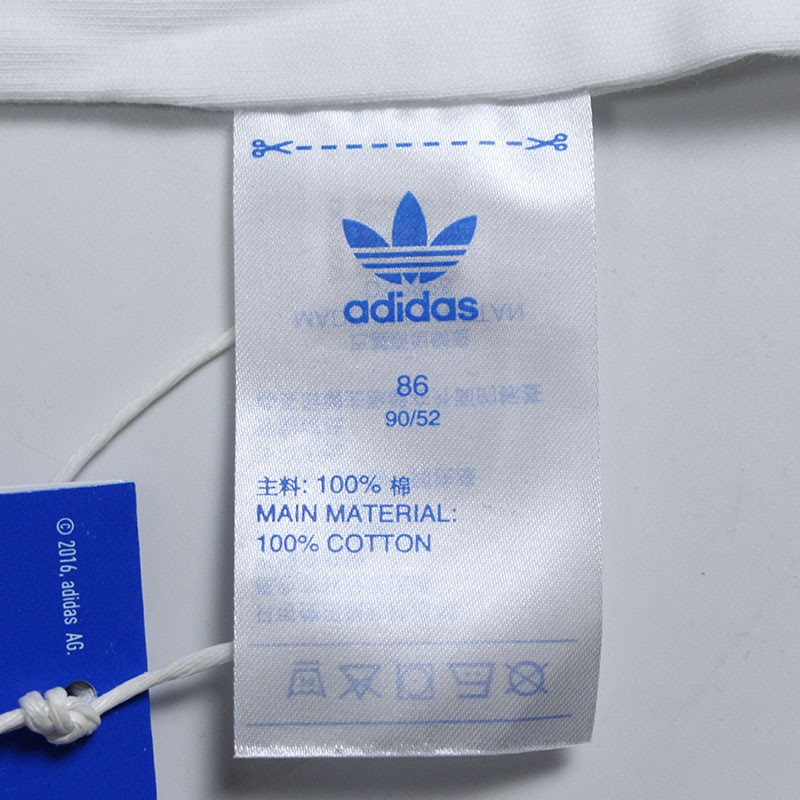 adidas
86
90/52
主料: 100% 棉
MAIN MATERIAL:
100% COTTON
© 2016. adidas AG.